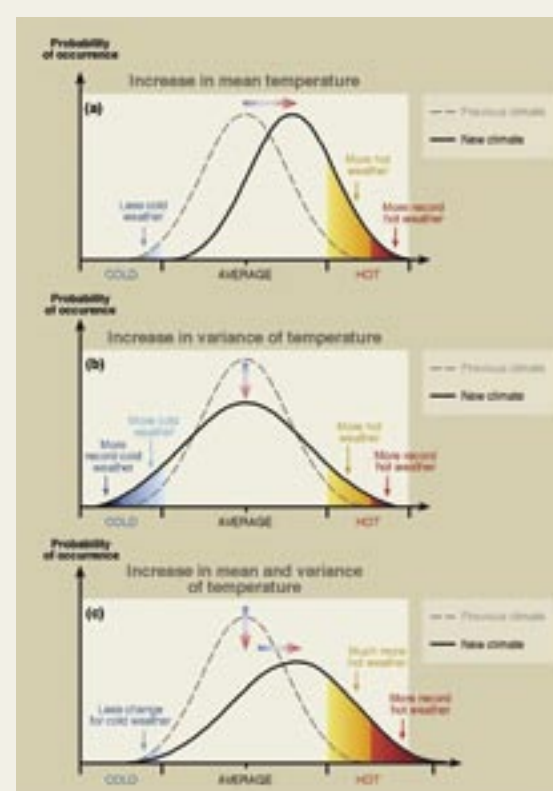 Probability
of occurrence
Increase in mean temperature
(a)
Previous climate
New climate
More hot
weather
Less cold
weather
More record
hot weather
COLD
AVERAGE
HOT
Probability
of occurrence
Increase in variance of temperature
(b)
Previous climate
New climate
More cold
weather
More
record cold
weather
More hot
weather
More record
hot weather
COLD
AVERAGE
HOT
Probability
of occurrence
Increase in mean and variance
of temperature
(c)
Previous climate
New climate
Much more
hot weather
Less change
for cold weather
More record
hot weather
COLD
AVERAGE
HOT